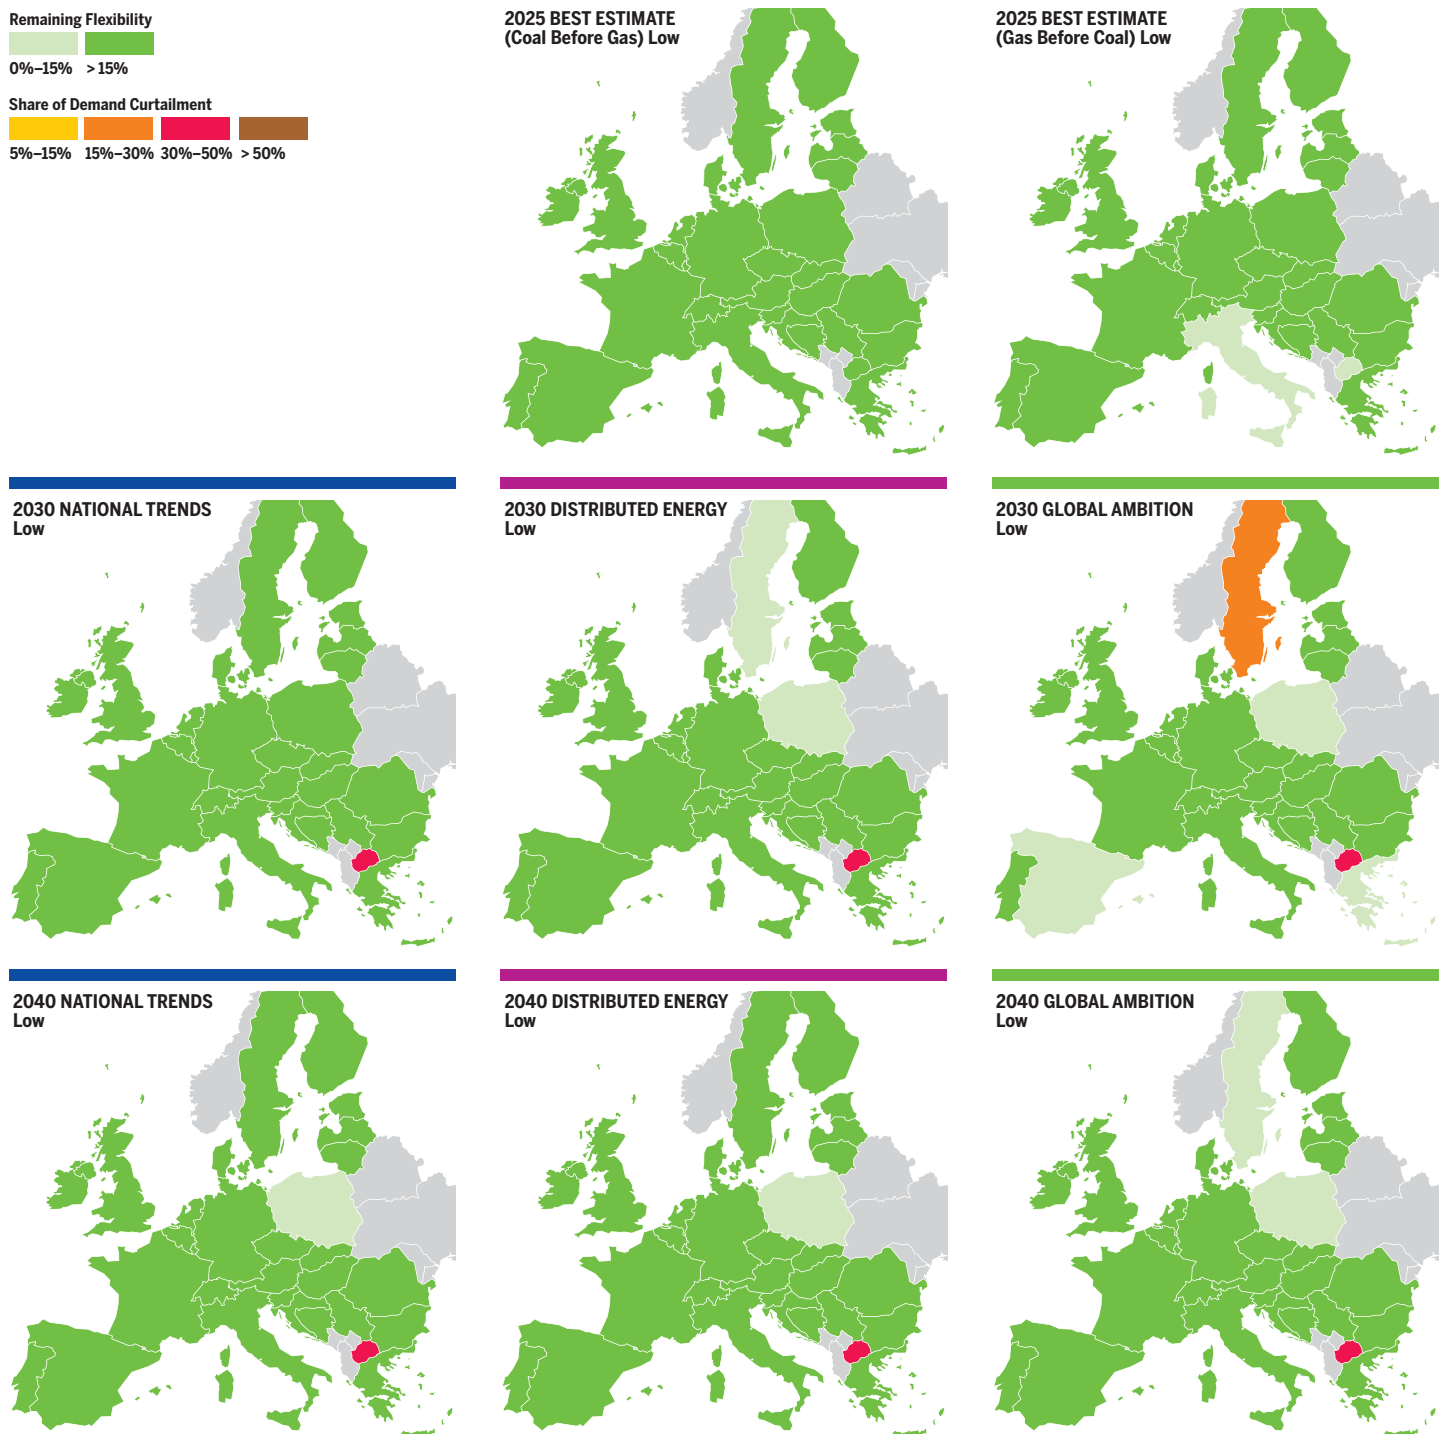 Remaining Flexibility
0%–15% > 15%
Share of Demand Curtailment
5%–15% 15%–30% 30%–50% > 50%
2025 BEST ESTIMATE
(Coal Before Gas) Low
2025 BEST ESTIMATE
(Gas Before Coal) Low
2030 NATIONAL TRENDS
Low
2030 DISTRIBUTED ENERGY
Low
2030 GLOBAL AMBITION
Low
2040 NATIONAL TRENDS
Low
2040 DISTRIBUTED ENERGY
Low
2040 GLOBAL AMBITION
Low